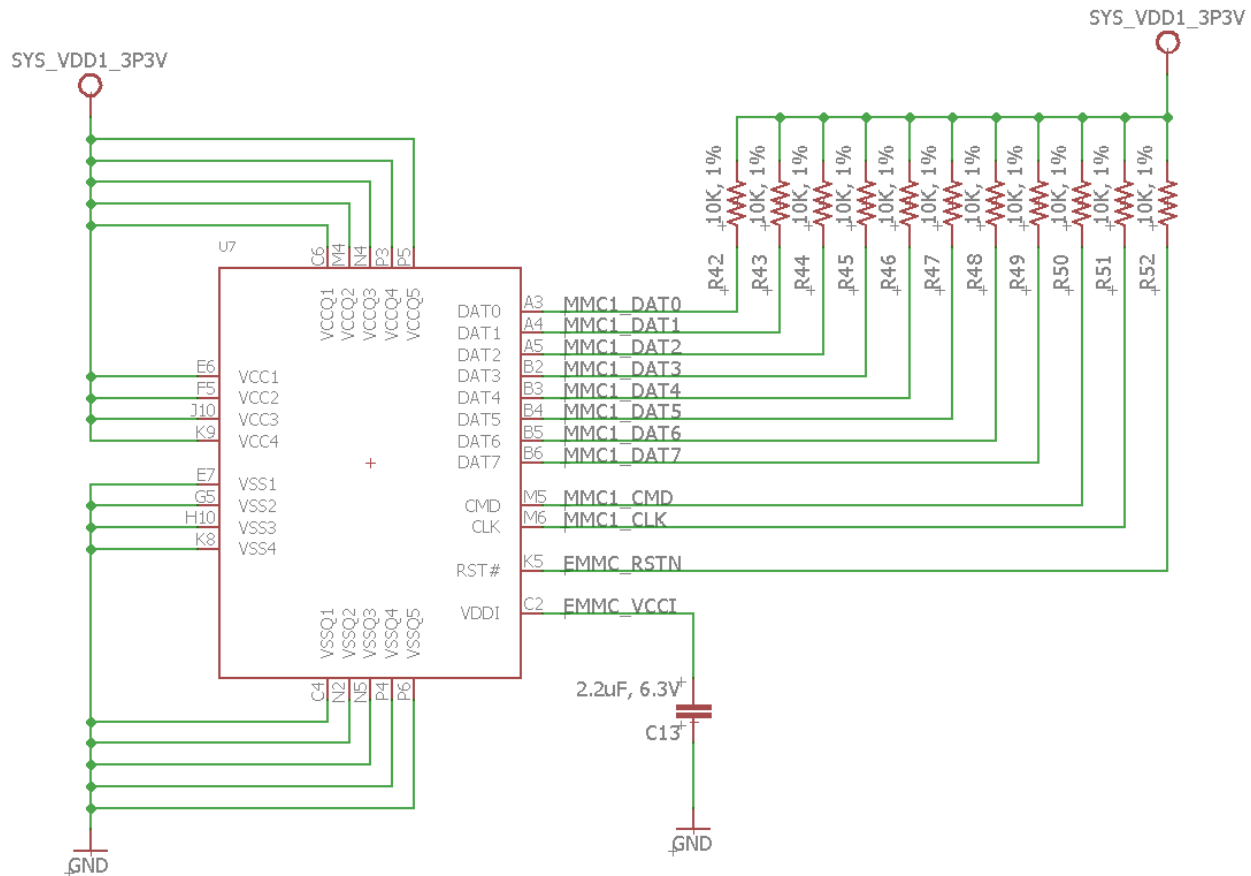 SYS_VDD1_3P3V
SYS_VDD1_3P3V
10K, 1%
10K, 1%
10K, 1%
10K, 1%
10K, 1%
10K, 1%
10K, 1%
10K, 1%
10K, 1%
10K, 1%
10K, 1%
R42
R43
R44
R45
R46
R47
R48
R49
R50
R51
R52
U7
C6
M4
N4
P3
P5
VCCQ1
VCCQ2
VCCQ3
VCCQ4
VCCQ5
DAT0 A3 MMC1_DAT0
DAT1 A4 MMC1_DAT1
DAT2 A5 MMC1_DAT2
DAT3 B2 MMC1_DAT3
DAT4 B3 MMC1_DAT4
DAT5 B4 MMC1_DAT5
DAT6 B5 MMC1_DAT6
DAT7 B6 MMC1_DAT7
E6 VCC1
F5 VCC2
J10 VCC3
K9 VCC4
E7 VSS1
G5 VSS2
H10 VSS3
K8 VSS4
CMD M5 MMC1_CMD
CLK M6 MMC1_CLK
RST# K5 EMMC_RSTN
VDDI C2 EMMC_VCCI
VSSQ1
VSSQ2
VSSQ3
VSSQ4
VSSQ5
C4
N2
N5
P4
P6
2.2uF, 6.3V
C13
GND
GND